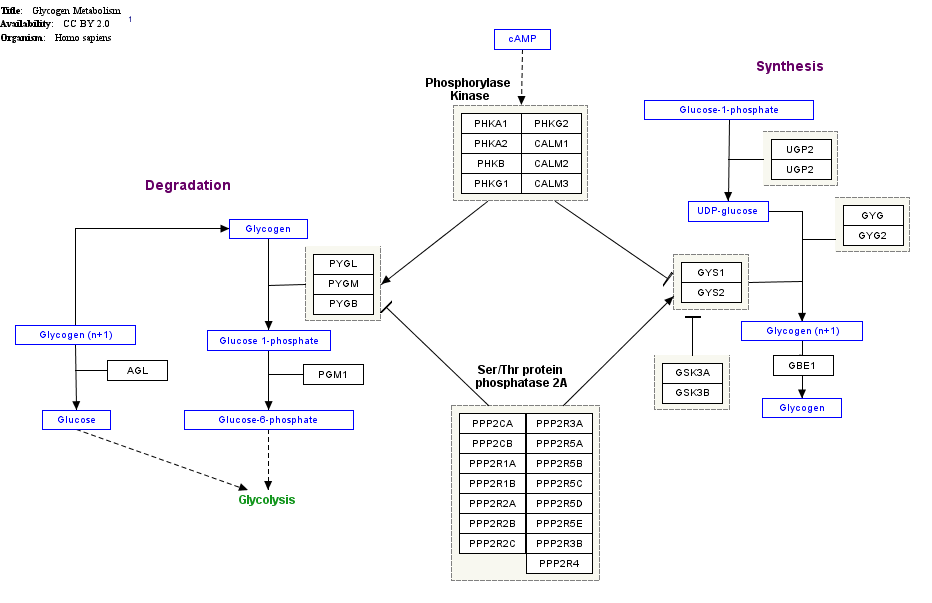 Title: Glycogen Metabolism
Availability: CC BY 2.0
1
Organism: Homo sapiens
cAMP
Phosphorylase
Kinase
PHKA1 PHKG2
PHKA2 CALM1
PHKB CALM2
PHKG1 CALM3
Synthesis
Glucose-1-phosphate
UGP2
UGP2
UDP-glucose
GYG
GYG2
GYS1
GYS2
Glycogen (n+1)
GBE1
Glycogen
GSK3A
GSK3B
Degradation
Glycogen
PYGL
PYGM
PYGB
Glycogen (n+1)
Glucose 1-phosphate
AGL
PGM1
Glucose
Glucose-6-phosphate
Glycolysis
Ser/Thr protein
phosphatase 2A
PPP2CA PPP2R3A
PPP2CB PPP2R5A
PPP2R1A PPP2R5B
PPP2R1B PPP2R5C
PPP2R2A PPP2R5D
PPP2R2B PPP2R5E
PPP2R2C PPP2R3B
PPP2R4